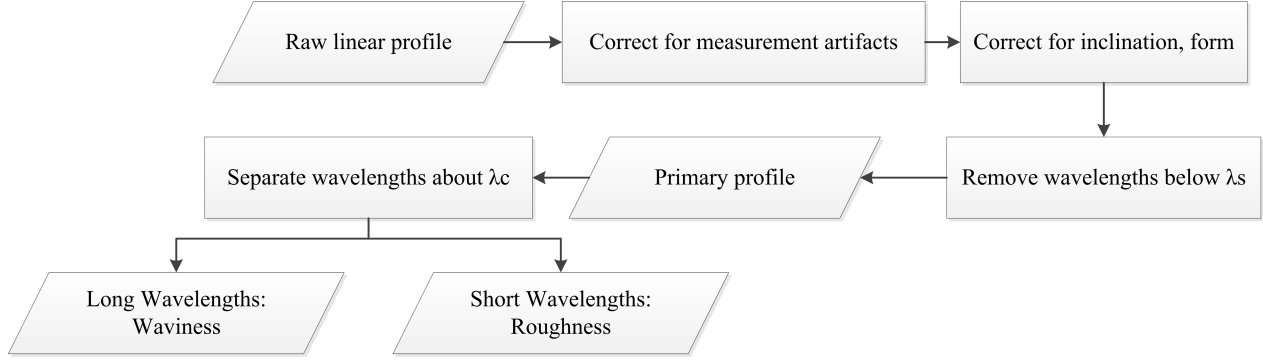 Raw linear profile
Correct for measurement artifacts
Correct for inclination, form
Separate wavelengths about λc
Primary profile
Remove wavelengths below λs
Long Wavelengths:
Waviness
Short Wavelengths:
Roughness